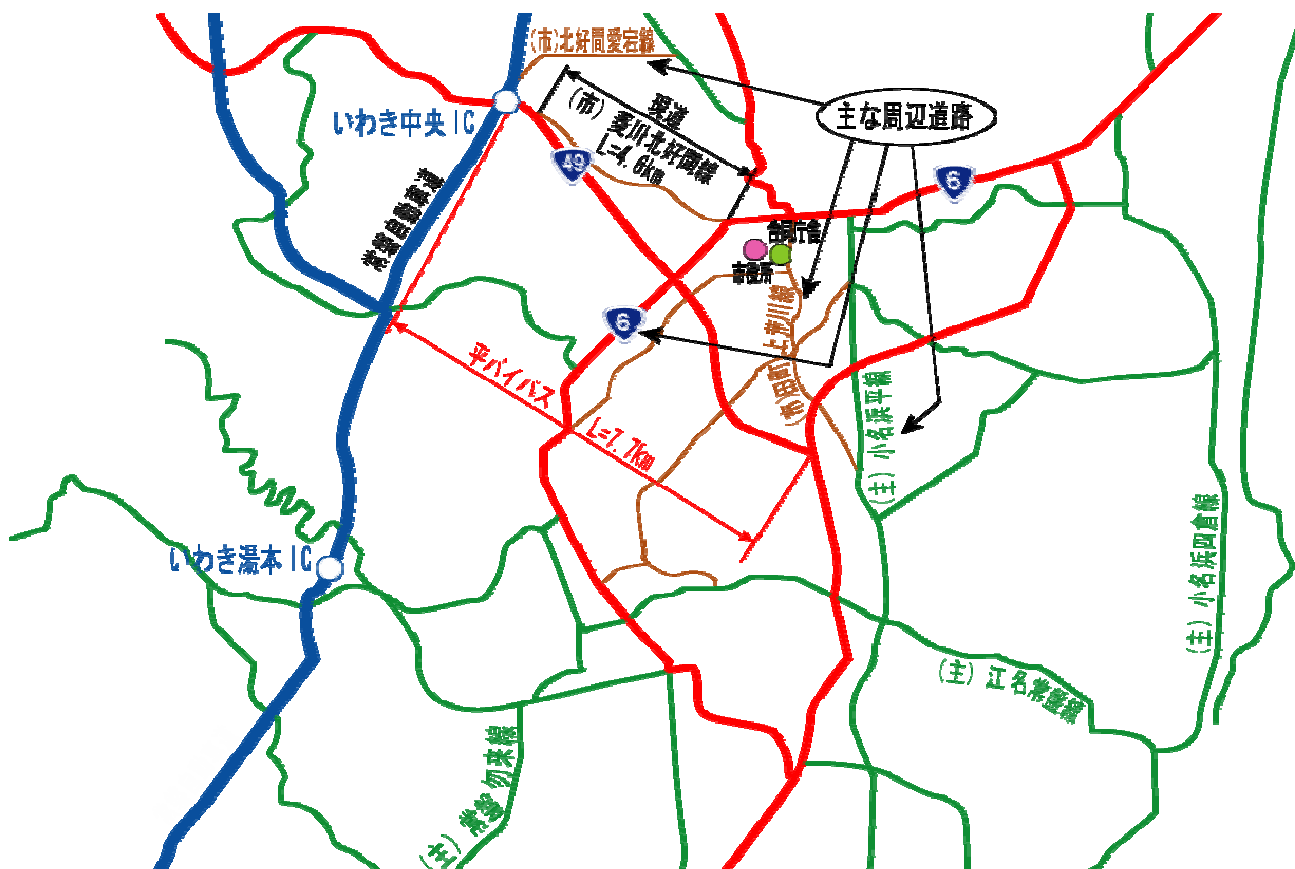 (市)北好間愛宕線
現道
(市)菱川北好間線
L=4.6km
主な周辺道路
いわき中央IC
49
6
常磐自動車道
合同庁舎
市役所
6
(市)田町上荒川線
平バイパス
L=7.7km
(主)小名浜平線
いわき湯本IC
(主)小名浜四倉線
(主)江名常磐線
(主)常磐勿来線